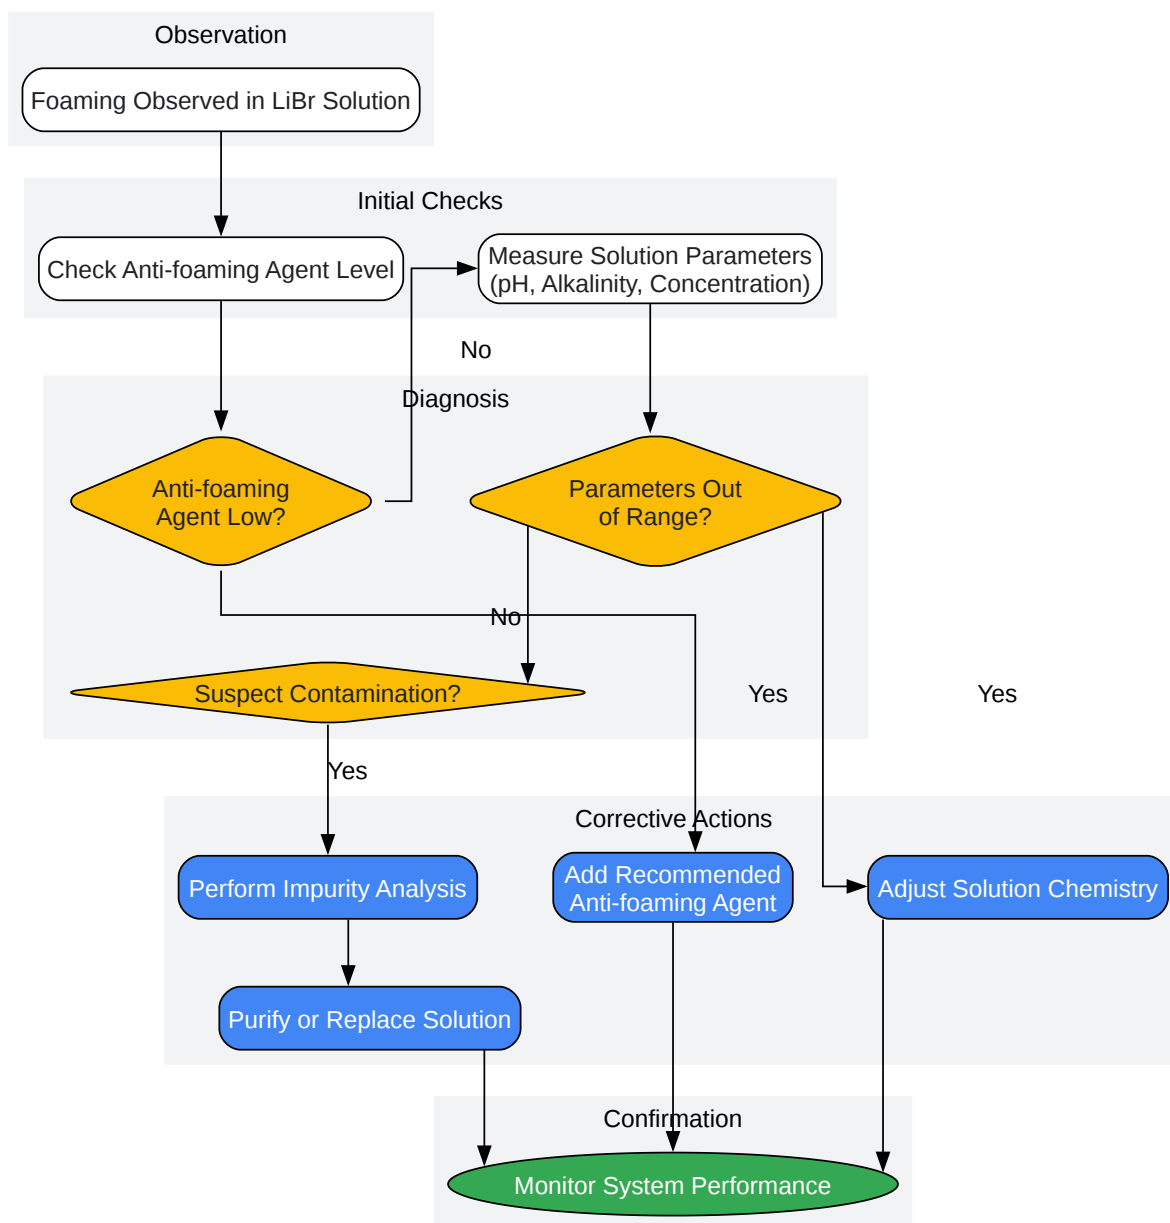 Observation
Foaming Observed in LiBr Solution
Initial Checks
Check Anti-foaming Agent Level
Measure Solution Parameters
(pH, Alkalinity, Concentration)
No
Diagnosis
Anti-foaming
Agent Low?
Parameters Out
of Range?
No
Suspect Contamination?
Yes
Yes
Yes
Corrective Actions
Perform Impurity Analysis
Add Recommended
Anti-foaming Agent
Adjust Solution Chemistry
Purify or Replace Solution
Confirmation
Monitor System Performance